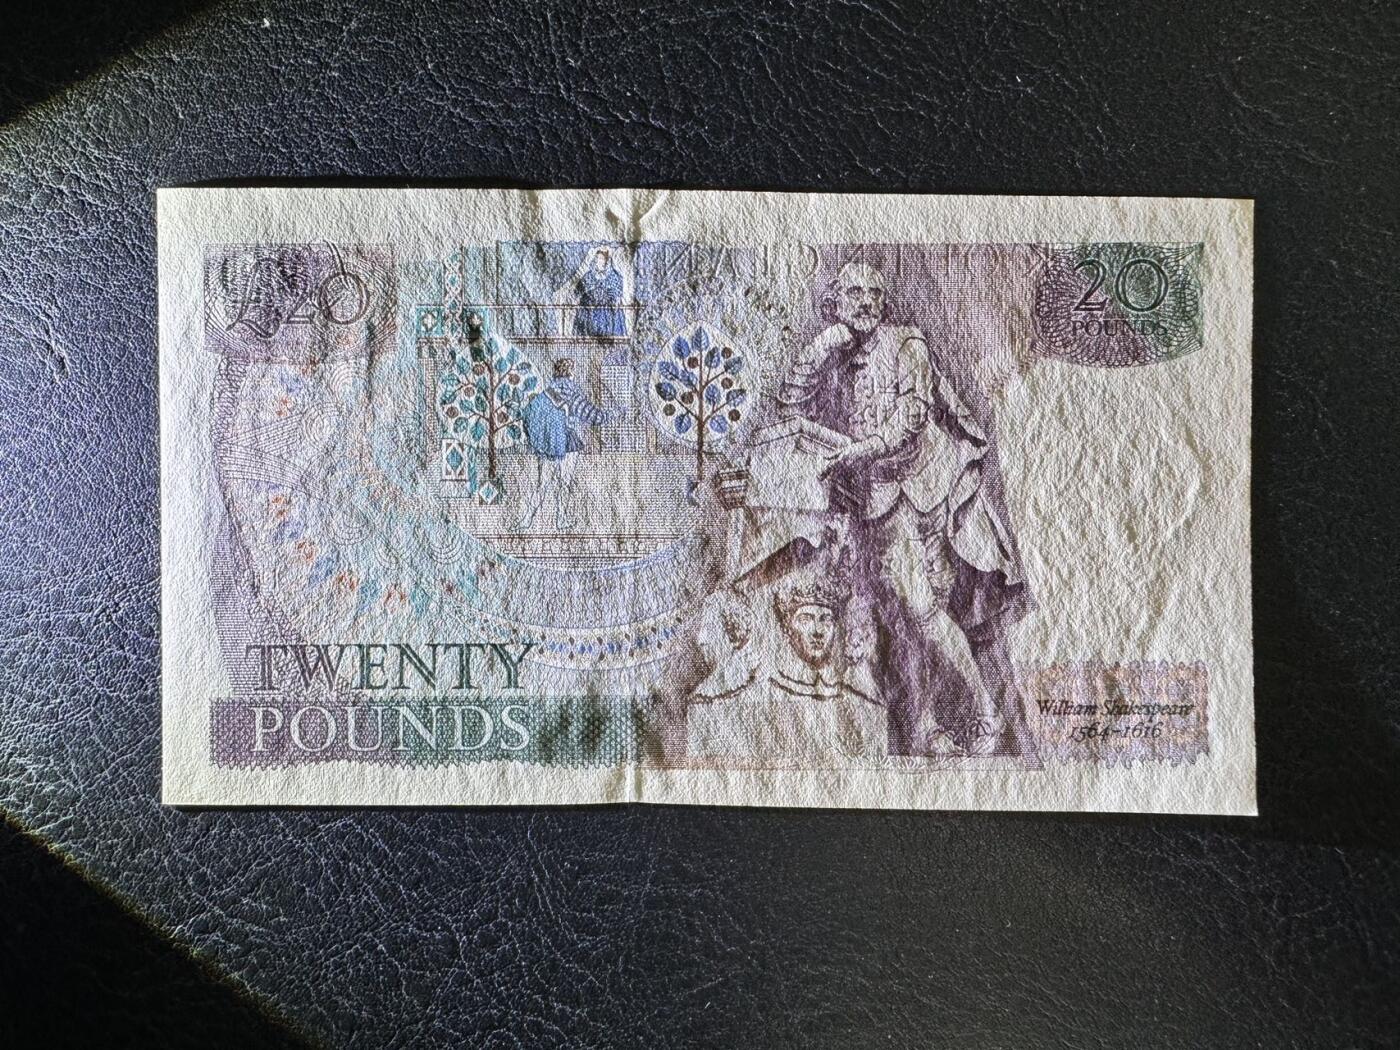 £20
20
POUNDS
TWENTY
POUNDS
William Shakespeare
1564-1616